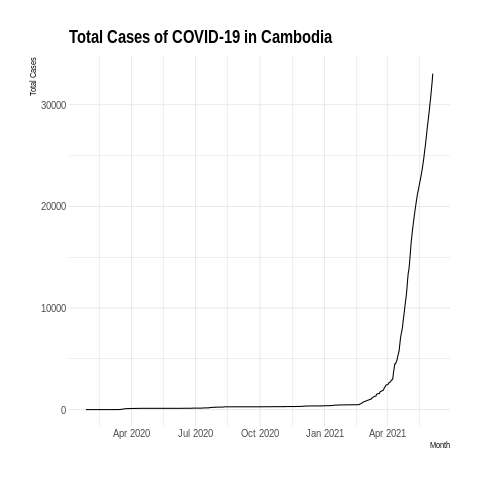 Total Cases of COVID-19 in Cambodia
Total Cases
30000
20000
10000
0
Apr 2020 Jul 2020 Oct 2020 Jan 2021 Apr 2021
Month